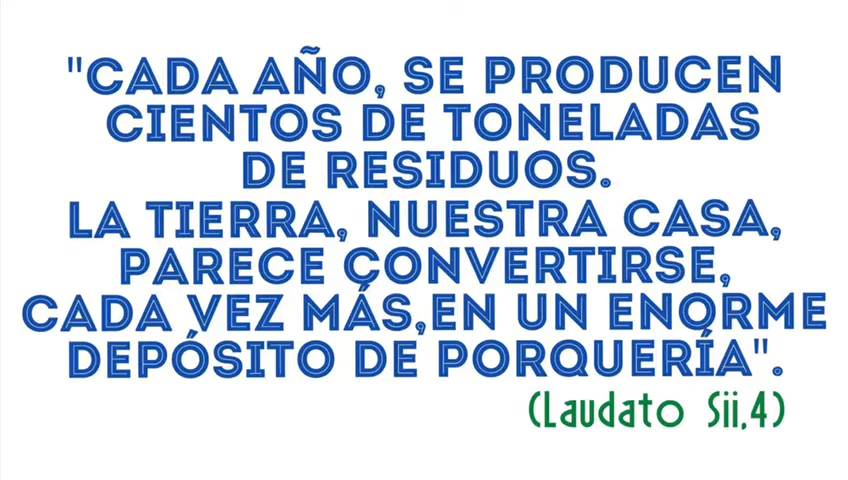 "CADA AÑO, SE PRODUCEN
CIENTOS DE TONELADAS
DE RESIDUOS.
LA TIERRA, NUESTRA CASA,
PARECE CONVERTIRSE,
CADA VEZ MÁS,EN UN ENORME
DEPÓSITO DE PORQUERÍA".
(Laudato Sii,4)